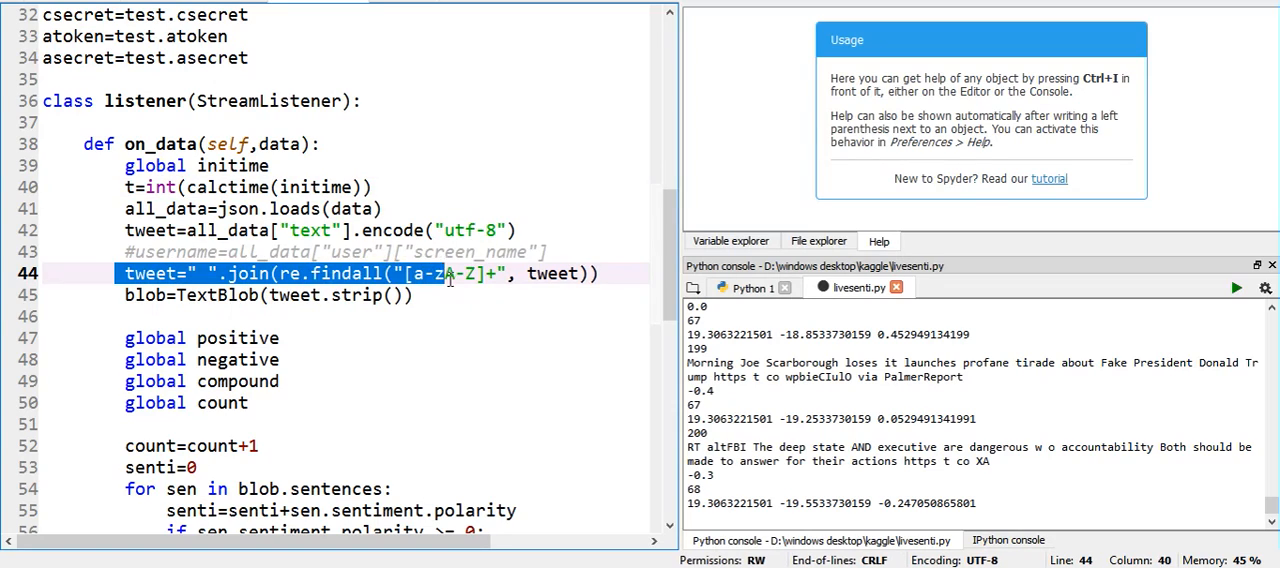 32 csecret=test.csecret
33 atoken=test.atoken
34 asecret=test.asecret
35
36 class listener(StreamListener):
37
38 def on_data(self,data):
39 global initime
40 t=int(calctime(initime))
41 all_data=json.loads(data)
42 tweet=all_data["text"].encode("utf-8")
43 #username=all_data["user"]["screen_name"]
44 tweet=" ".join(re.findall("[a-zA-Z]+", tweet))
45 blob=TextBlob(tweet.strip())
46
47 global positive
48 global negative
49 global compound
50 global count
51
52 count=count+1
53 senti=0
54 for sen in blob.sentences:
55 senti=senti+sen.sentiment.polarity
56 if sen.sentiment.polarity >= 0:
Usage
Here you can get help of any object by pressing Ctrl+I in
front of it, either on the Editor or the Console.
Help can also be shown automatically after writing a left
parenthesis next to an object. You can activate this
behavior in Preferences > Help.
New to Spyder? Read our tutorial
Variable explorer File explorer Help
Python console: D:\windows desktop\kaggle\livesenti.py
Python 1 livesenti.py
0.0
67
19.3063221501 -18.8533730159 0.452949134199
199
Morning Joe Scarborough loses it launches profane tirade about Fake President Donald Tr
ump https t co wpbieCIulO via PalmerReport
-0.4
67
19.3063221501 -19.2533730159 0.0529491341991
200
RT altFBI The deep state AND executive are dangerous w o accountability Both should be
made to answer for their actions https t co XA
-0.3
68
19.3063221501 -19.5533730159 -0.247050865801
Python console: D:\windows desktop\kaggle\livesenti.py IPython console
Permissions: RW End-of-lines: CRLF Encoding: UTF-8 Line: 44 Column: 40 Memory: 45 %